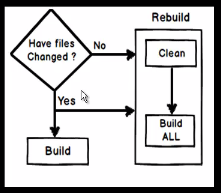 Rebuild
Have files
Changed ?
No
Clean
Yes
Build
ALL
Build